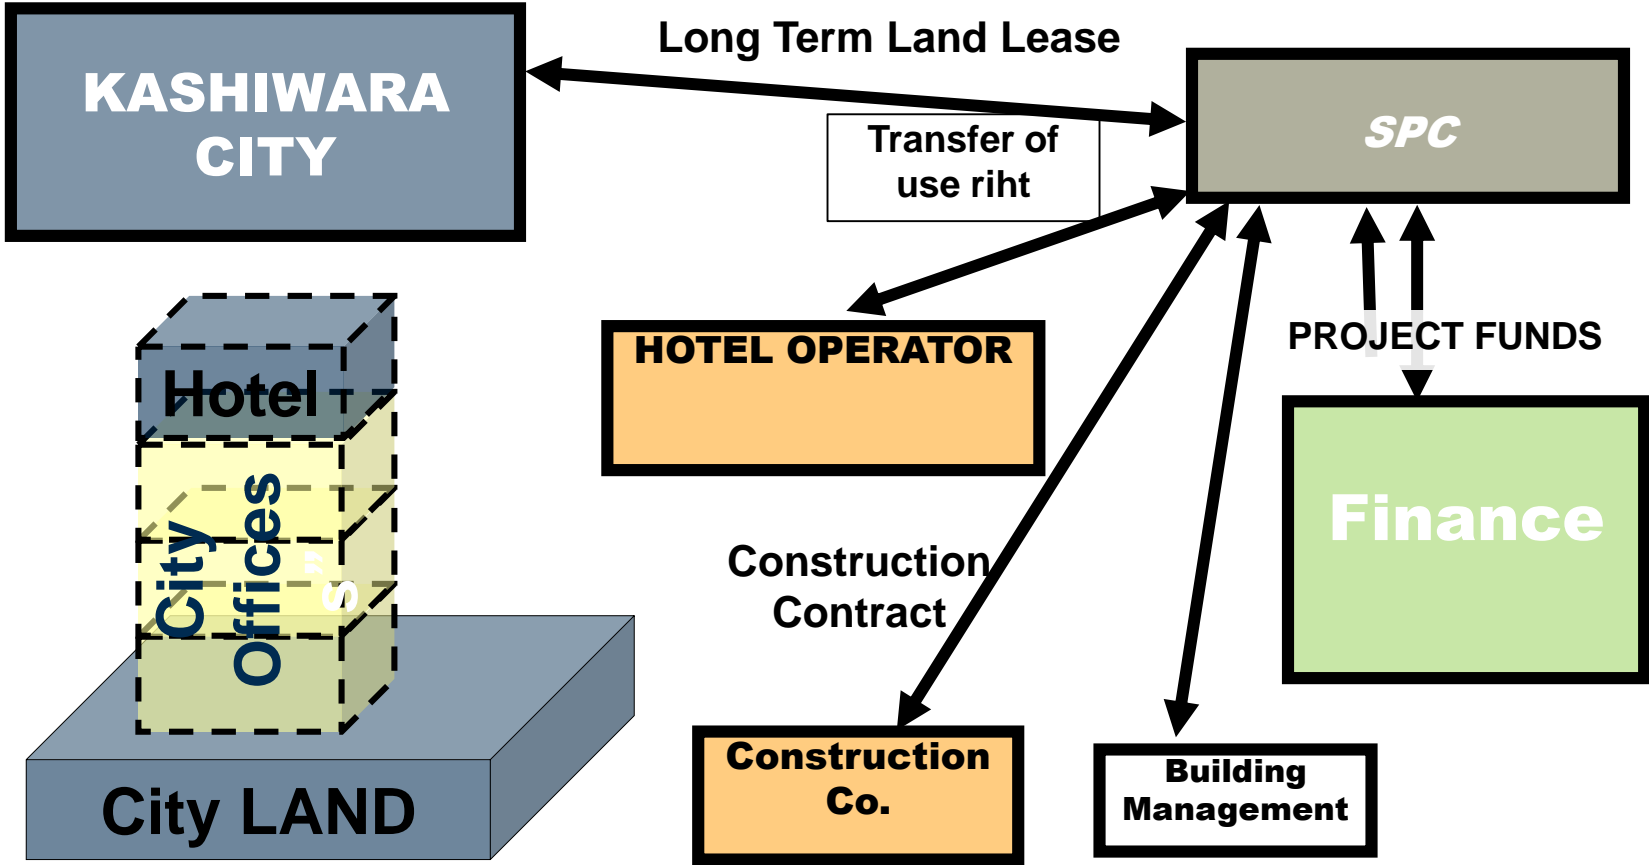 Long Term Land Lease
KASHIWARA
CITY
SPC
Transfer of
use riht
HOTEL OPERATOR
PROJECT FUNDS
Hotel
City
Offices
”
s
Finance
Construction
Contract
Construction
Co.
Building
Management
City LAND